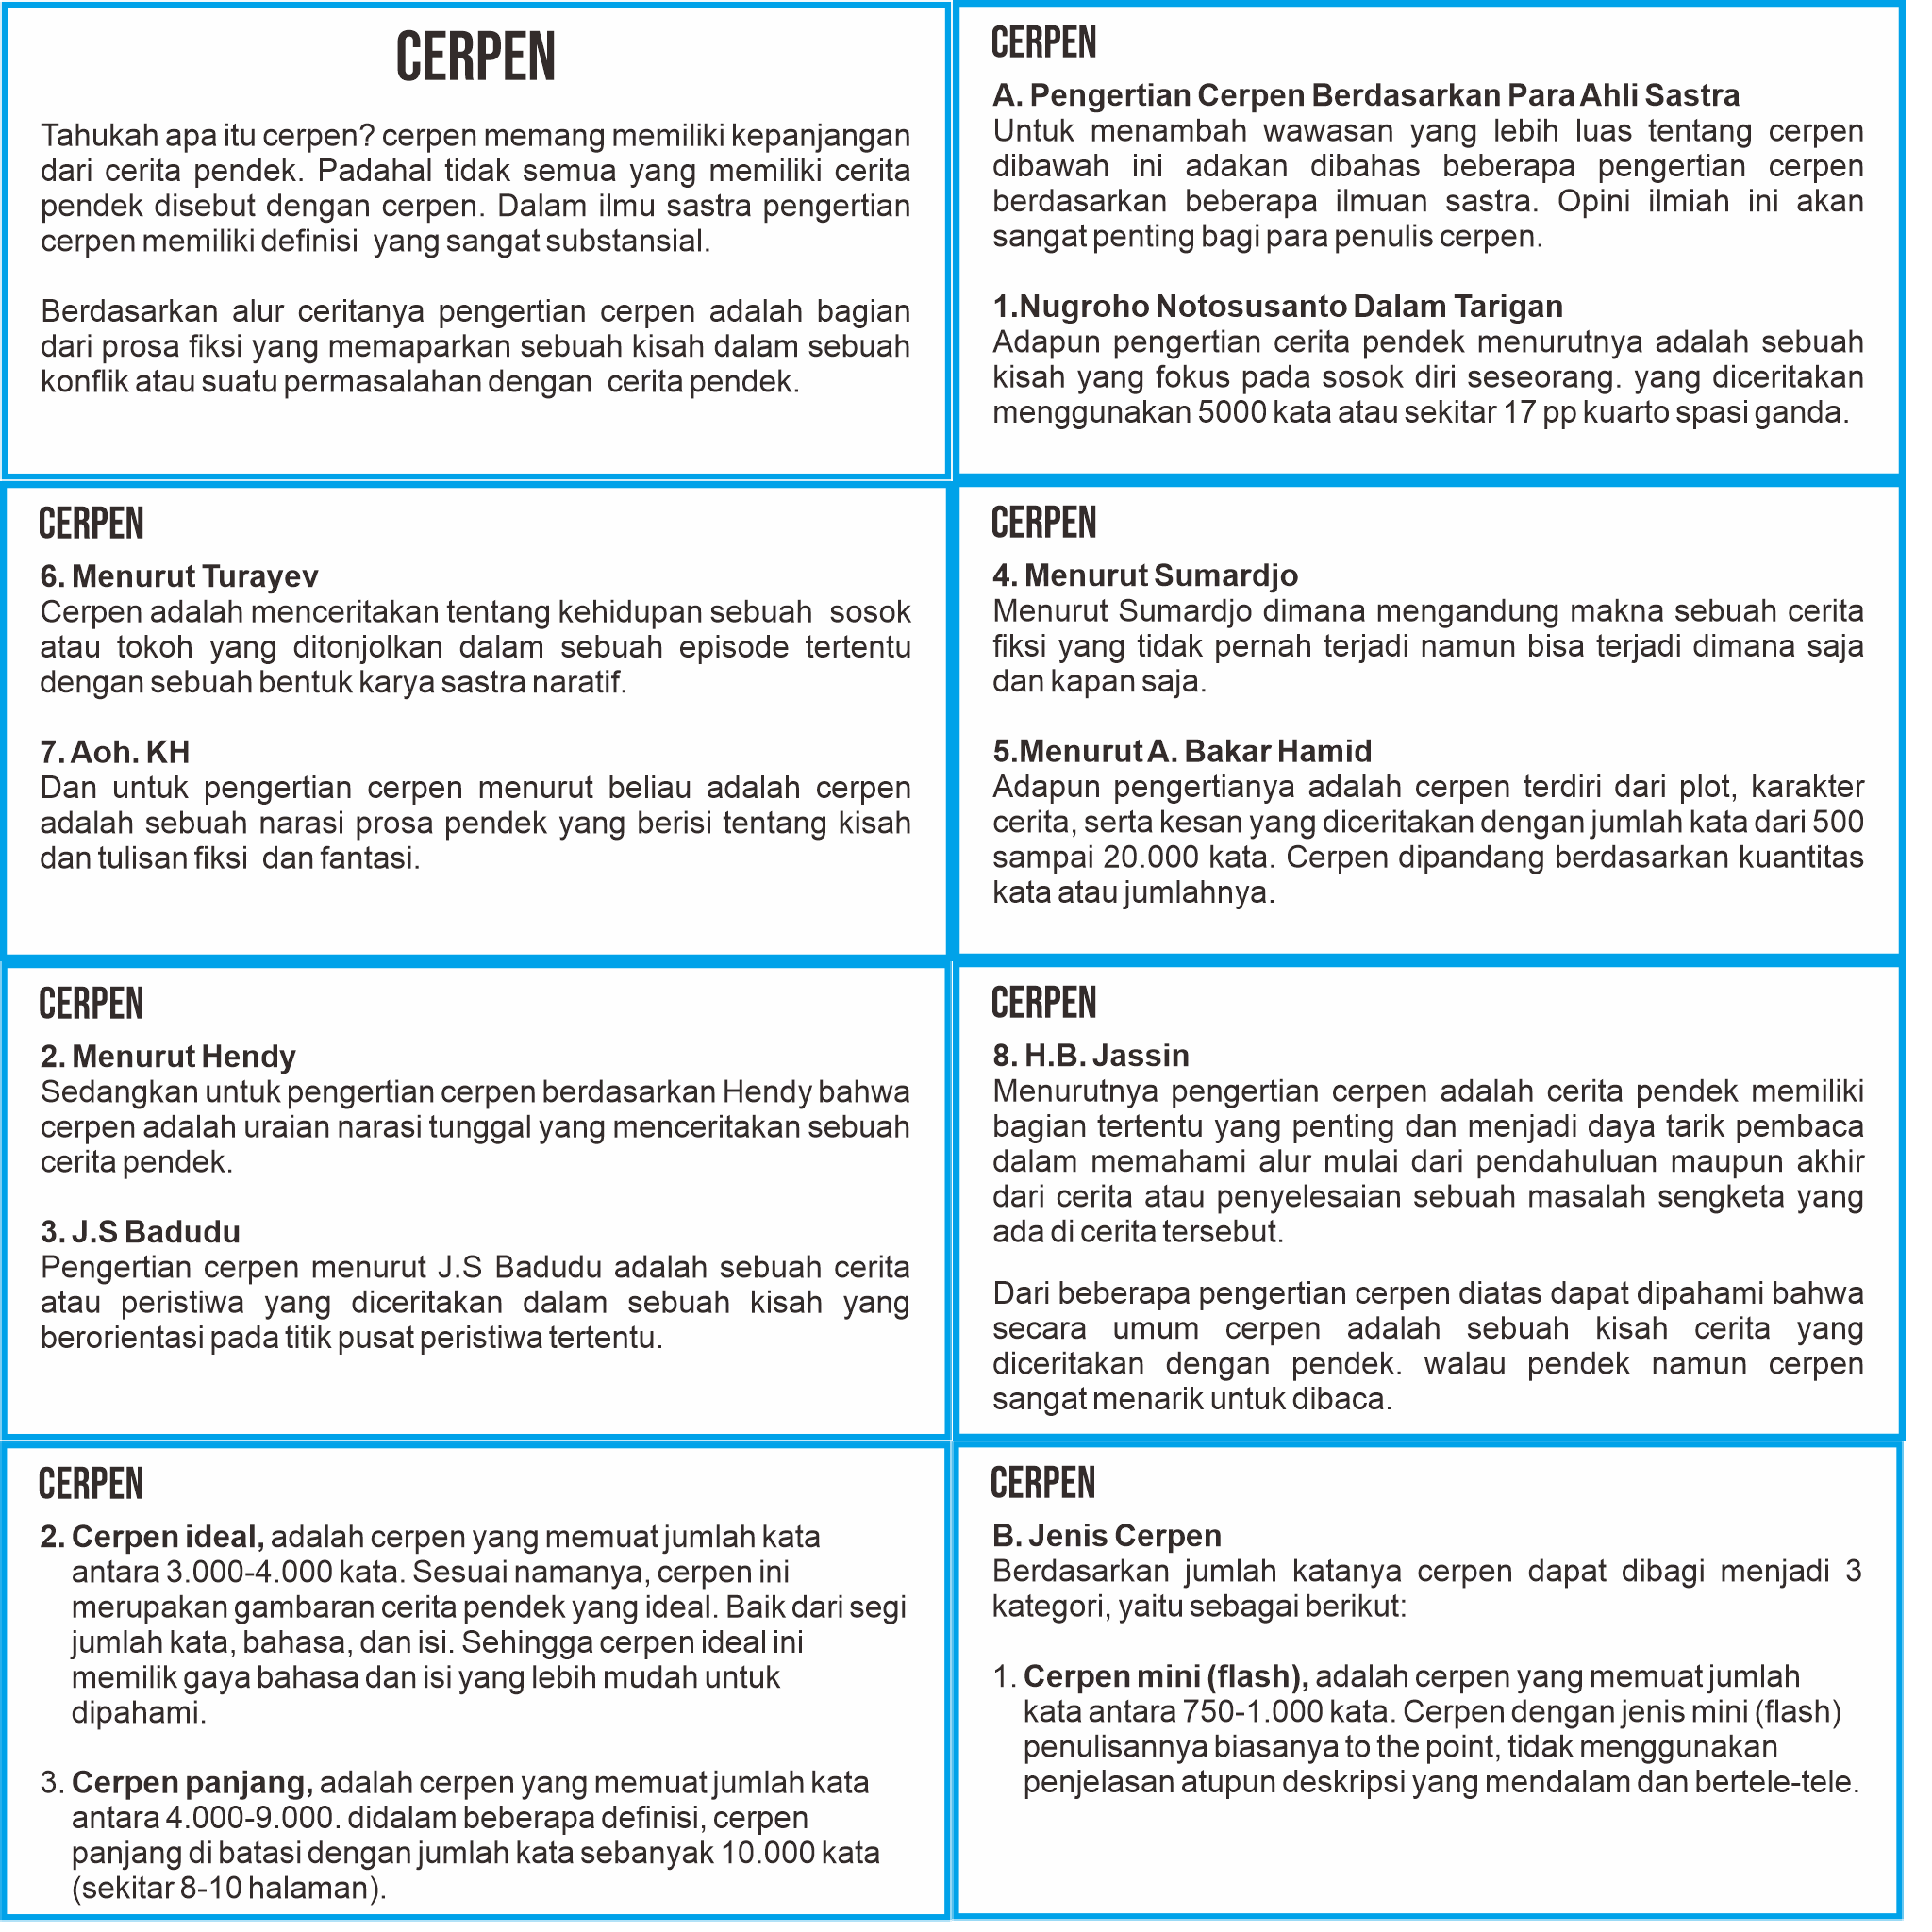 CERPEN
Tahukah apa itu cerpen? cerpen memang memiliki kepanjangan
dari cerita pendek. Padahal tidak semua yang memiliki cerita
pendek disebut dengan cerpen. Dalam ilmu sastra pengertian
cerpen memiliki definisi yang sangat substansial.
Berdasarkan alur ceritanya pengertian cerpen adalah bagian
dari prosa fiksi yang memaparkan sebuah kisah dalam sebuah
konflik atau suatu permasalahan dengan cerita pendek.
CERPEN
A. Pengertian Cerpen Berdasarkan Para Ahli Sastra
Untuk menambah wawasan yang lebih luas tentang cerpen
dibawah ini adakan dibahas beberapa pengertian cerpen
berdasarkan beberapa ilmuan sastra. Opini ilmiah ini akan
sangat penting bagi para penulis cerpen.
1.Nugroho Notosusanto Dalam Tarigan
Adapun pengertian cerita pendek menurutnya adalah sebuah
kisah yang fokus pada sosok diri seseorang. yang diceritakan
menggunakan 5000 kata atau sekitar 17 pp kuarto spasi ganda.
CERPEN
6. Menurut Turayev
Cerpen adalah menceritakan tentang kehidupan sebuah sosok
atau tokoh yang ditonjolkan dalam sebuah episode tertentu
dengan sebuah bentuk karya sastra naratif.
7. Aoh. KH
Dan untuk pengertian cerpen menurut beliau adalah cerpen
adalah sebuah narasi prosa pendek yang berisi tentang kisah
dan tulisan fiksi dan fantasi.
CERPEN
4. Menurut Sumardjo
Menurut Sumardjo dimana mengandung makna sebuah cerita
fiksi yang tidak pernah terjadi namun bisa terjadi dimana saja
dan kapan saja.
5.Menurut A. Bakar Hamid
Adapun pengertianya adalah cerpen terdiri dari plot, karakter
cerita, serta kesan yang diceritakan dengan jumlah kata dari 500
sampai 20.000 kata. Cerpen dipandang berdasarkan kuantitas
kata atau jumlahnya.
CERPEN
2. Menurut Hendy
Sedangkan untuk pengertian cerpen berdasarkan Hendy bahwa
cerpen adalah uraian narasi tunggal yang menceritakan sebuah
cerita pendek.
3. J.S Badudu
Pengertian cerpen menurut J.S Badudu adalah sebuah cerita
atau peristiwa yang diceritakan dalam sebuah kisah yang
berorientasi pada titik pusat peristiwa tertentu.
CERPEN
8. H.B. Jassin
Menurutnya pengertian cerpen adalah cerita pendek memiliki
bagian tertentu yang penting dan menjadi daya tarik pembaca
dalam memahami alur mulai dari pendahuluan maupun akhir
dari cerita atau penyelesaian sebuah masalah sengketa yang
ada di cerita tersebut.
Dari beberapa pengertian cerpen diatas dapat dipahami bahwa
secara umum cerpen adalah sebuah kisah cerita yang
diceritakan dengan pendek. walau pendek namun cerpen
sangat menarik untuk dibaca.
CERPEN
2. Cerpen ideal, adalah cerpen yang memuat jumlah kata
antara 3.000-4.000 kata. Sesuai namanya, cerpen ini
merupakan gambaran cerita pendek yang ideal. Baik dari segi
jumlah kata, bahasa, dan isi. Sehingga cerpen ideal ini
memilik gaya bahasa dan isi yang lebih mudah untuk
dipahami.
3. Cerpen panjang, adalah cerpen yang memuat jumlah kata
antara 4.000-9.000. didalam beberapa definisi, cerpen
panjang di batasi dengan jumlah kata sebanyak 10.000 kata
(sekitar 8-10 halaman).
CERPEN
B. Jenis Cerpen
Berdasarkan jumlah katanya cerpen dapat dibagi menjadi 3
kategori, yaitu sebagai berikut:
1. Cerpen mini (flash), adalah cerpen yang memuat jumlah
kata antara 750-1.000 kata. Cerpen dengan jenis mini (flash)
penulisannya biasanya to the point, tidak menggunakan
penjelasan atupun deskripsi yang mendalam dan bertele-tele.